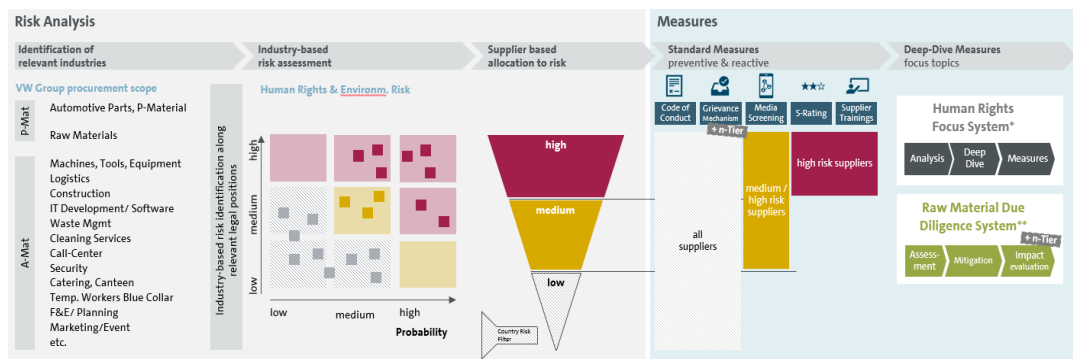 Risk Analysis
Measures
Identification of
relevant industries
Industry-based
risk assessment
Supplier based
allocation to risk
Standard Measures
preventive & reactive
Deep-Dive Measures
focus topics
VW Group procurement scope
P-Mat
Automotive Parts, P-Material
Raw Materials
A-Mat
Machines, Tools, Equipment
Logistics
Construction
IT Development/ Software
Waste Mgmt
Cleaning Services
Call-Center
Security
Catering, Canteen
Temp. Workers Blue Collar
F&E/ Planning
Marketing/Event
etc.
Industry-based risk identification along
relevant legal positions
Human Rights & Environm. Risk
high
medium
low
low
medium
high
Probability
high
medium
low
Country Risk
Filter
Code of
Conduct
Grievance
Mechanism
+ n-Tier
Media
Screening
S-Rating
Supplier
Trainings
all
suppliers
medium /
high risk
suppliers
high risk suppliers
Human Rights
Focus System*
Analysis
Deep
Dive
Measures
Raw Material Due
Diligence System**
+ n-Tier
Assess-
ment
Mitigation
Impact
evaluation